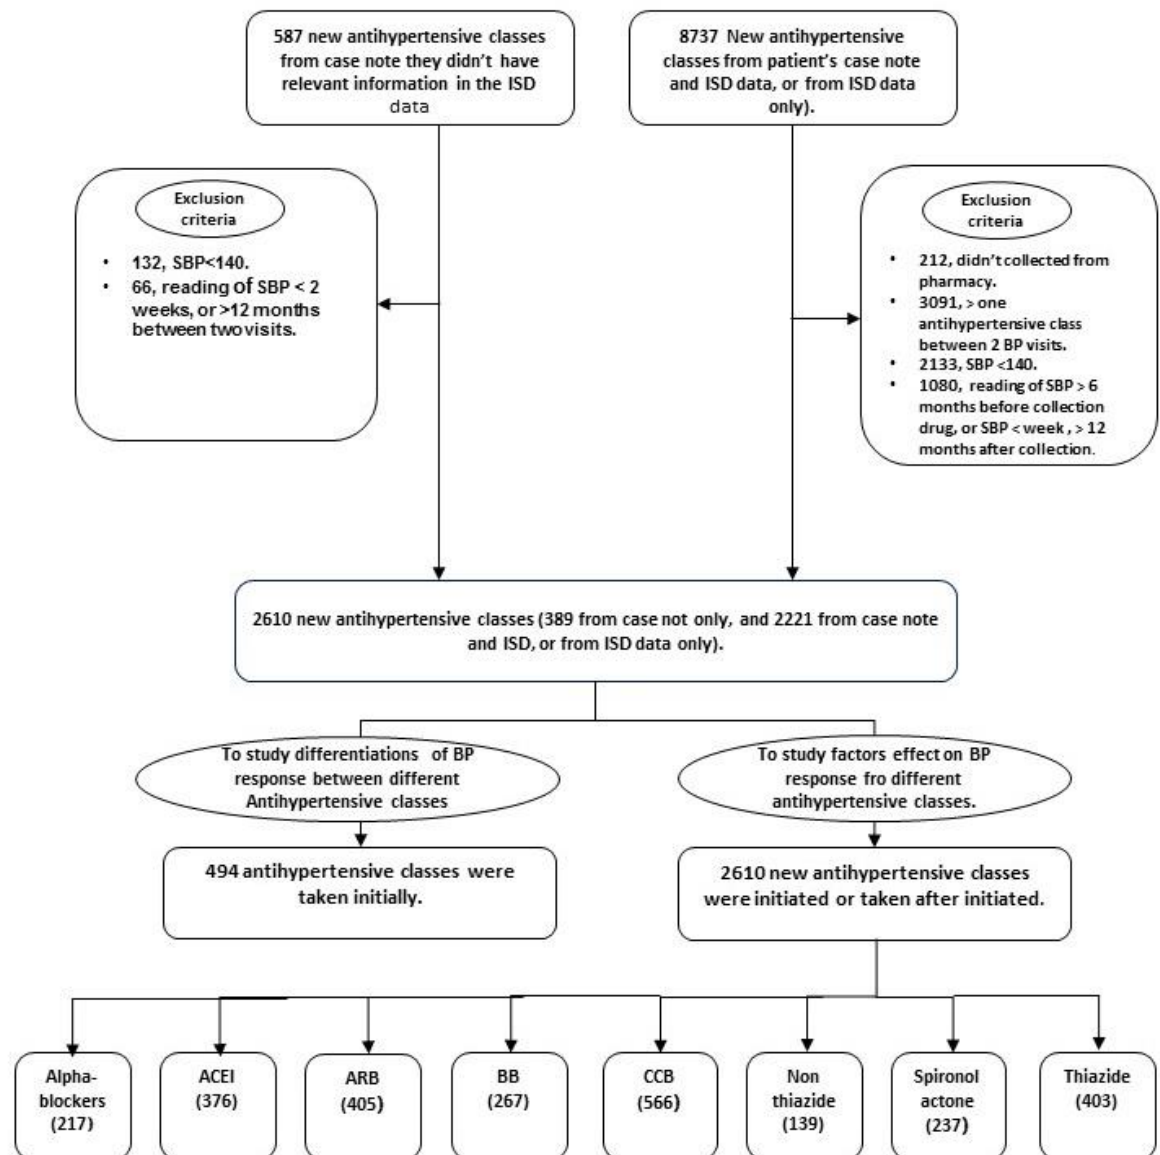 587 new antihypertensive classes
from case note they didn't have
relevant information in the ISD
data
8737 New antihypertensive
classes from patient's case note
and ISD data, or from ISD data
only).
Exclusion
criteria
• 132, SBP<140.
• 66, reading of SBP < 2
weeks, or >12 months
between two visits.
Exclusion
criteria
• 212, didn't collected from
pharmacy.
• 3091, > one
antihypertensive class
between 2 BP visits.
• 2133, SBP <140.
• 1080, reading of SBP > 6
months before collection
drug, or SBP < week , > 12
months after collection.
2610 new antihypertensive classes (389 from case not only, and 2221 from case note
and ISD, or from ISD data only).
To study differentiations of BP
response between different
Antihypertensive classes
To study factors effect on BP
response fro different
antihypertensive classes.
494 antihypertensive classes were
taken initially.
2610 new antihypertensive classes
were initiated or taken after initiated.
Alpha-
blockers
(217)
ACEI
(376)
ARB
(405)
BB
(267)
CCB
(566)
Non
thiazide
(139)
Spironol
actone
(237)
Thiazide
(403)